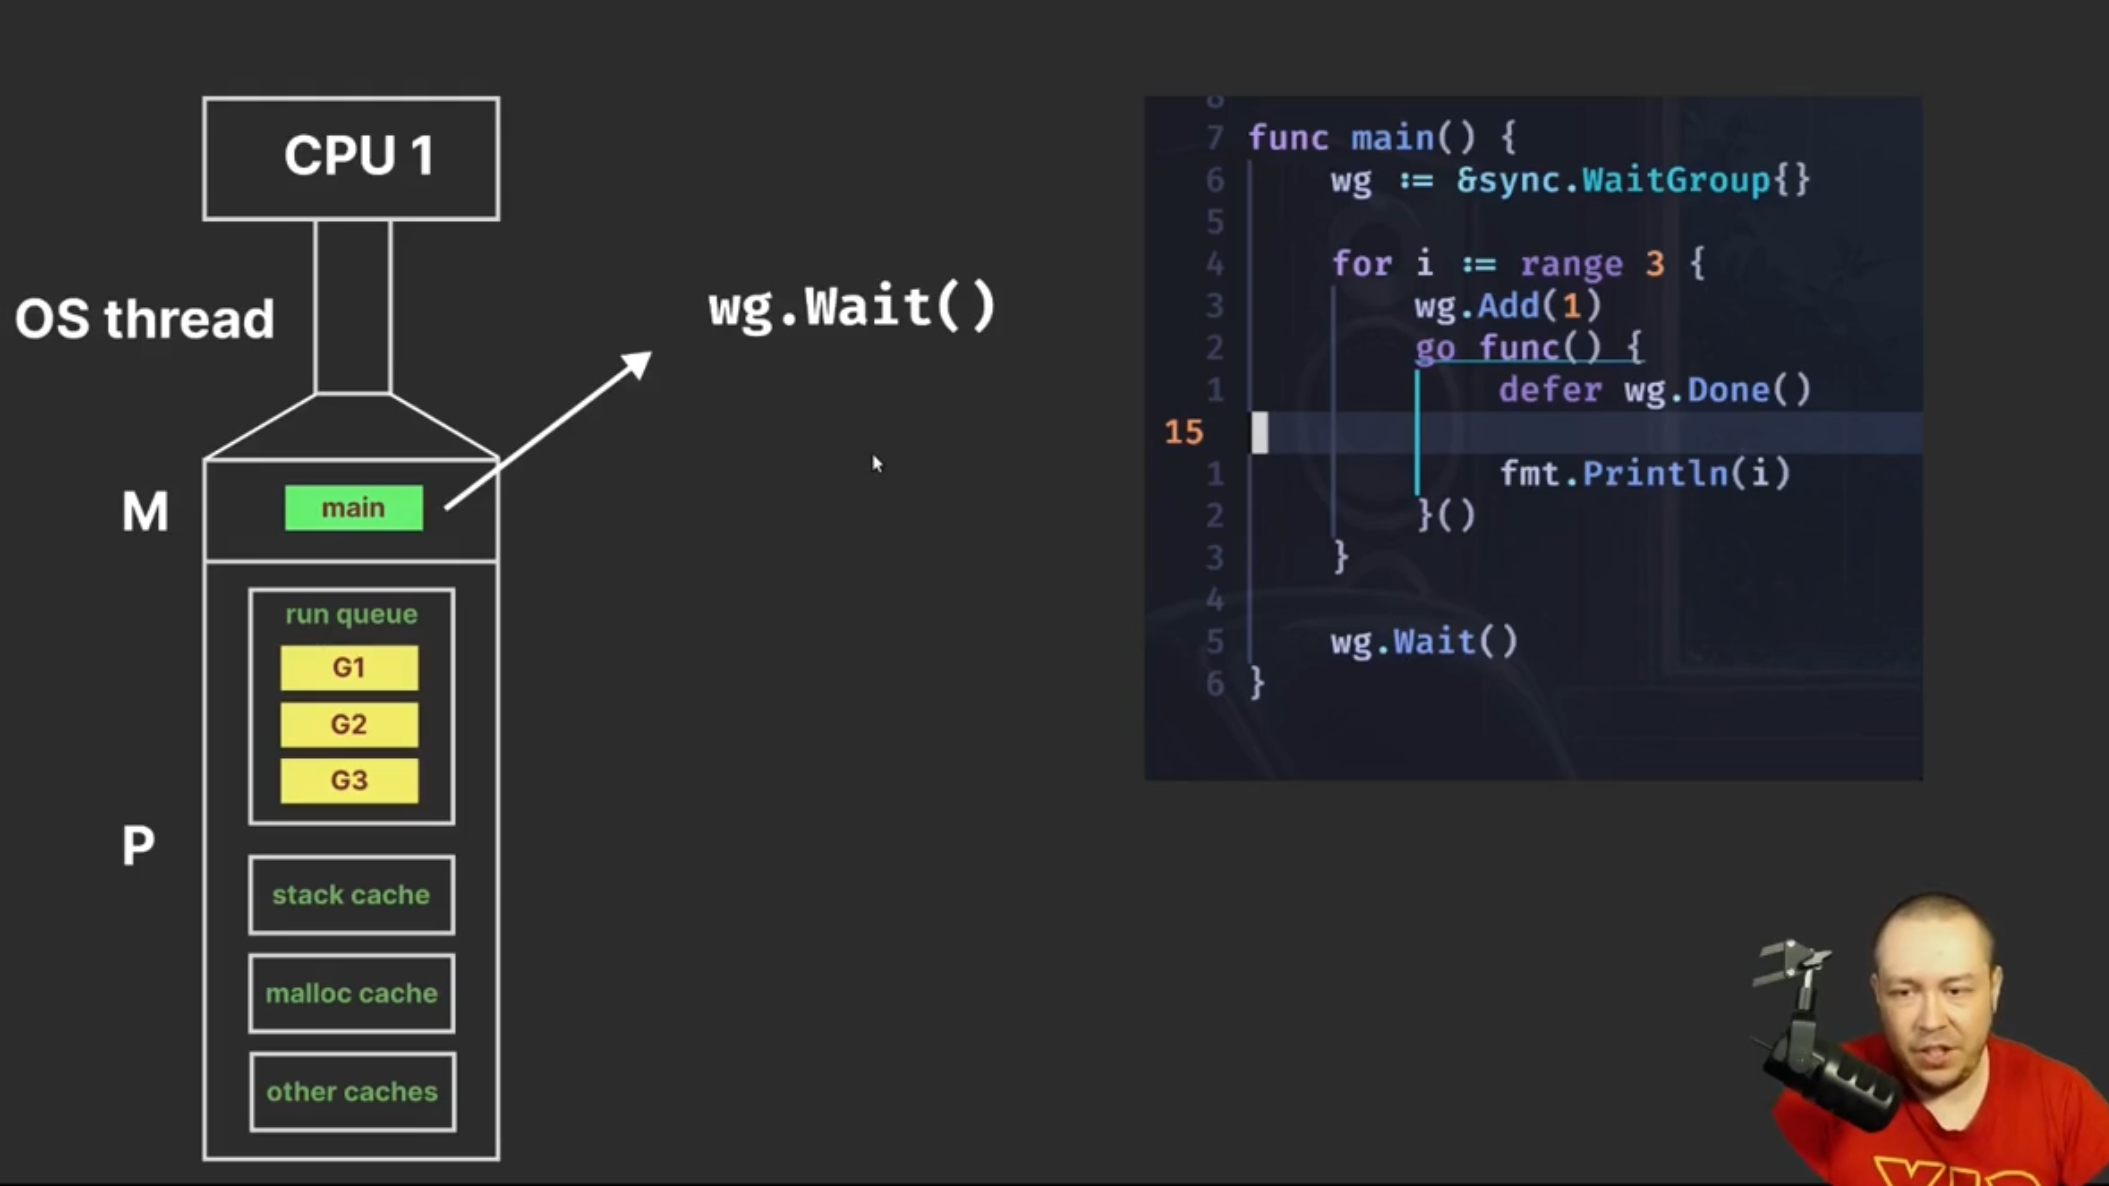 CPU 1
OS thread
wg.Wait()
M
main
run queue
G1
G2
G3
P
stack cache
malloc cache
other caches
7 func main() {
6 wg := &sync.WaitGroup{}
5
4 for i := range 3 {
3 wg.Add(1)
2 go func() {
1 defer wg.Done()
15
1 fmt.Println(i)
2 }()
3 }
4
5 wg.Wait()
6 }